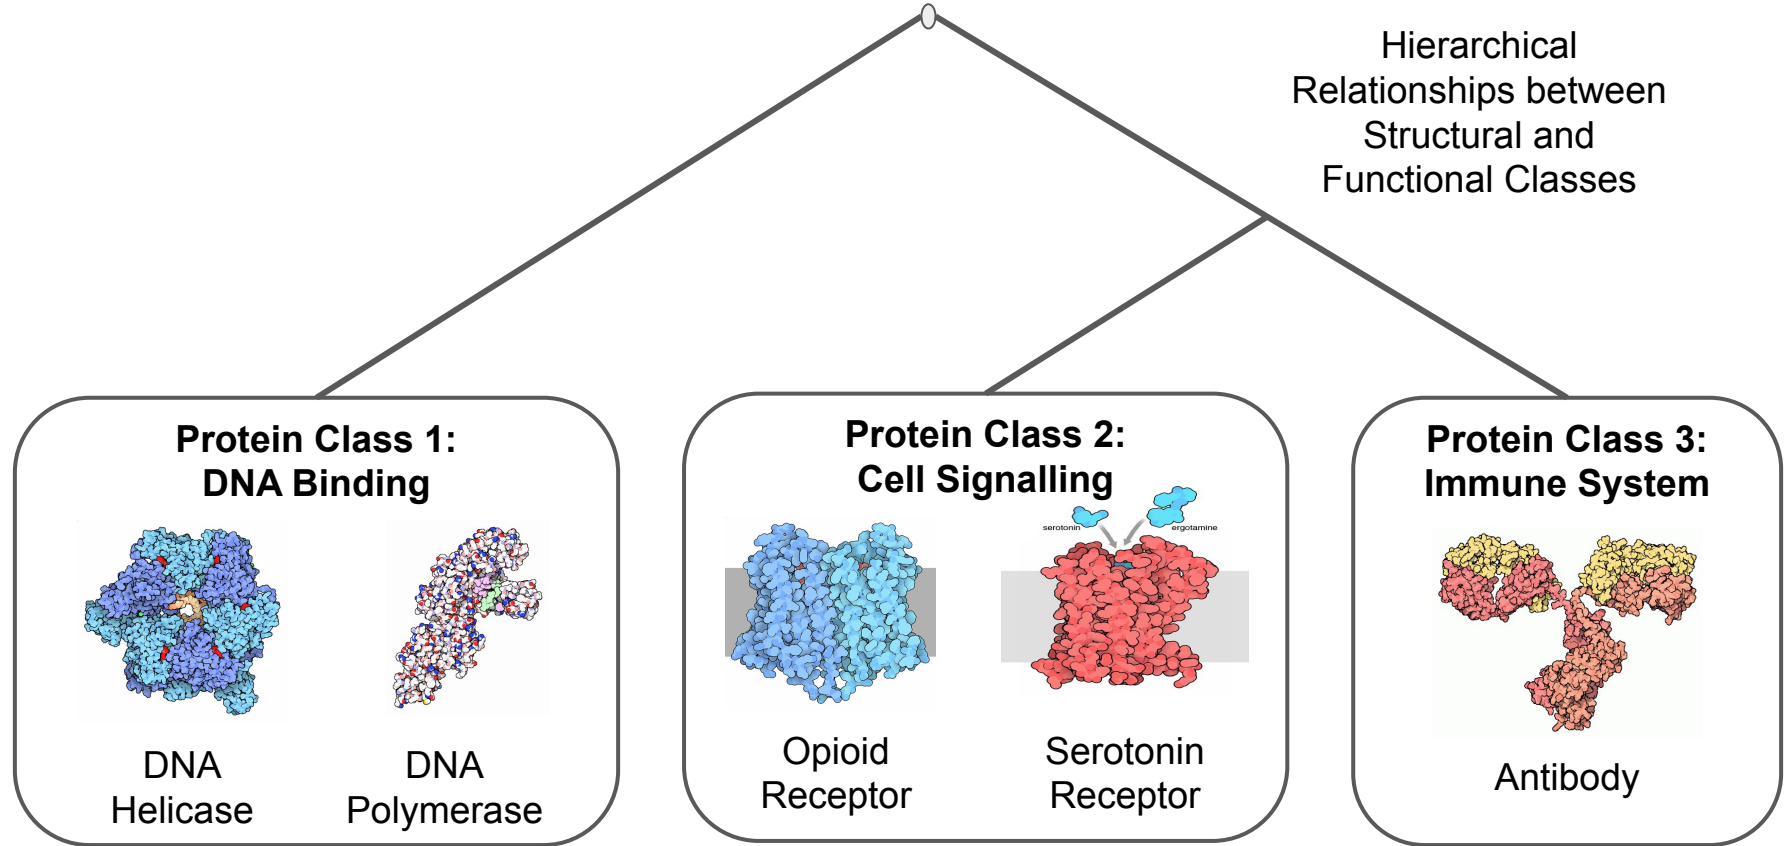 Hierarchical
Relationships between
Structural and
Functional Classes
Protein Class 1:
DNA Binding
DNA
Helicase
DNA
Polymerase
Protein Class 2:
Cell Signalling
serotonin
ergotamine
Opioid
Receptor
Serotonin
Receptor
Protein Class 3:
Immune System
Antibody